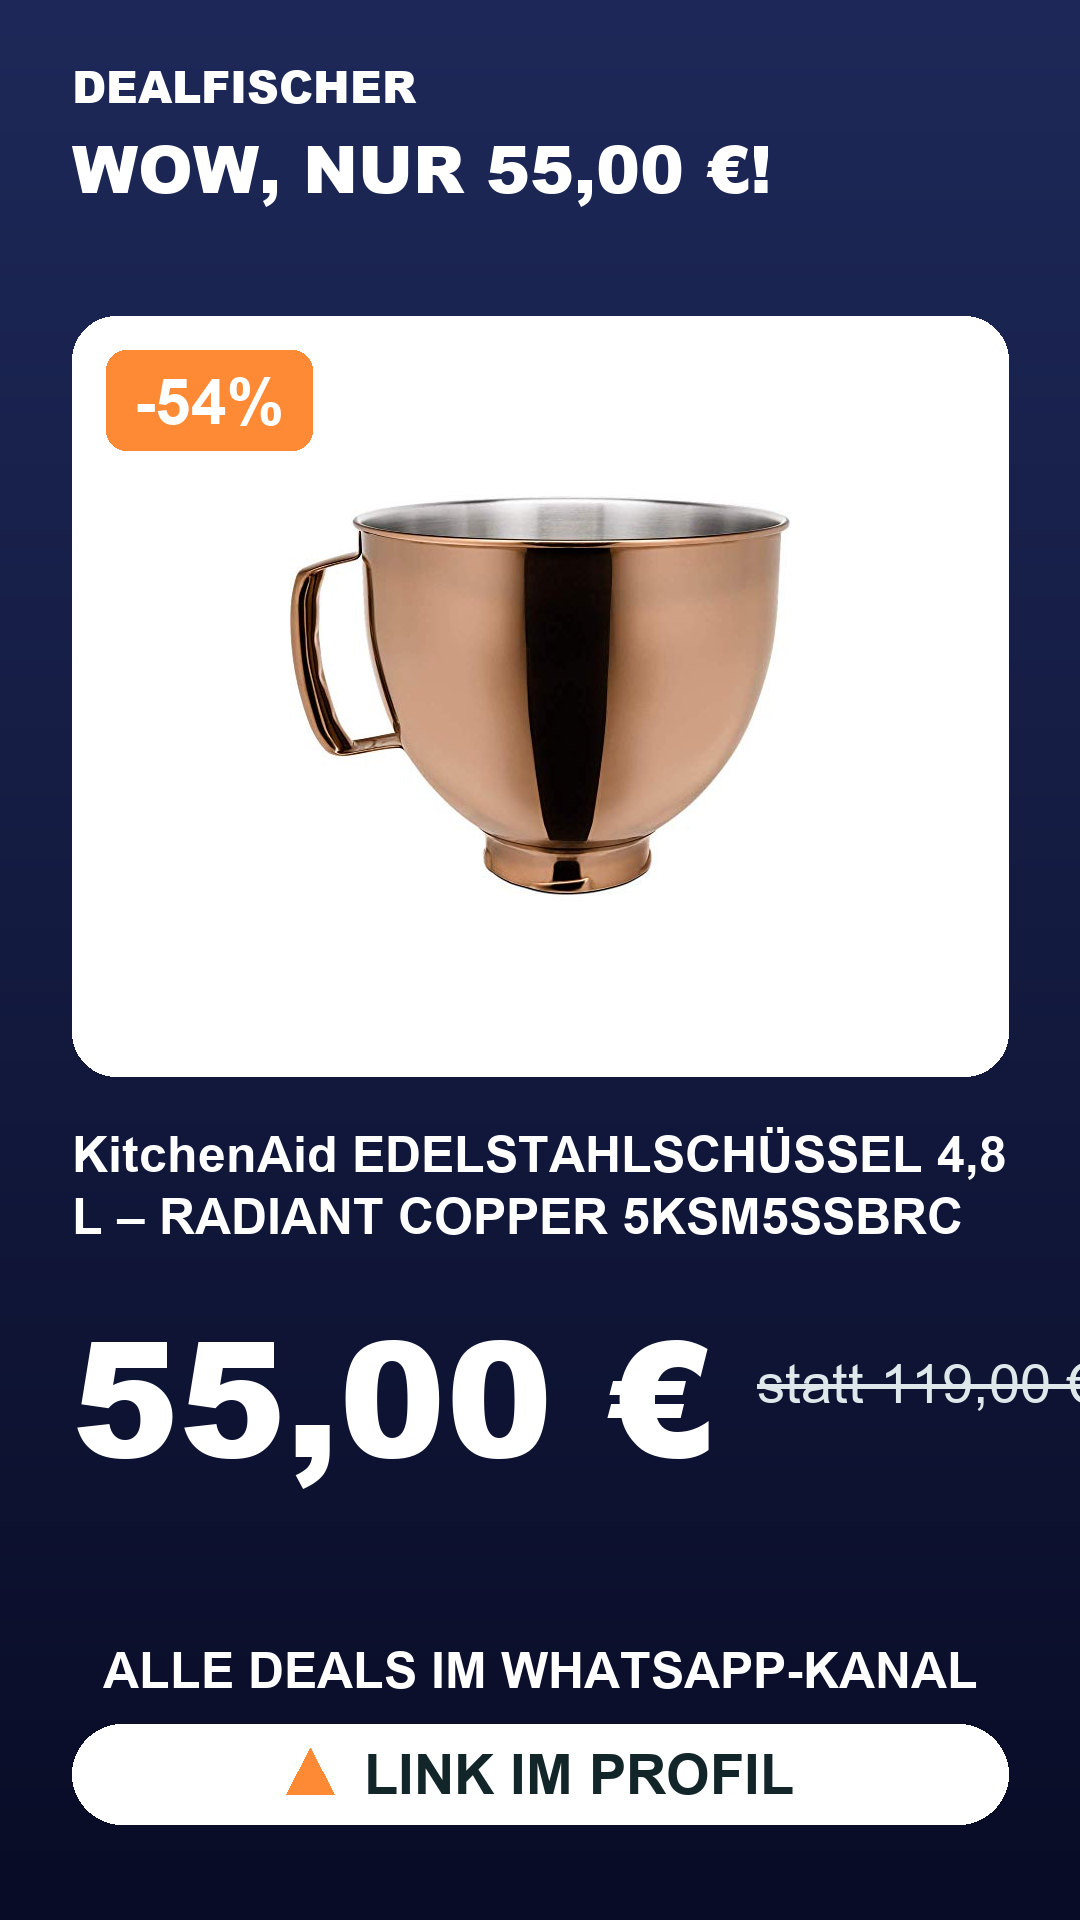 DEALFISCHER
WOW, NUR 55,00 €!
-54%
KitchenAid EDELSTAHLSCHÜSSEL 4,8
L – RADIANT COPPER 5KSM5SSBRC
55,00 €
statt 119,00 €
ALLE DEALS IM WHATSAPP-KANAL
LINK IM PROFIL